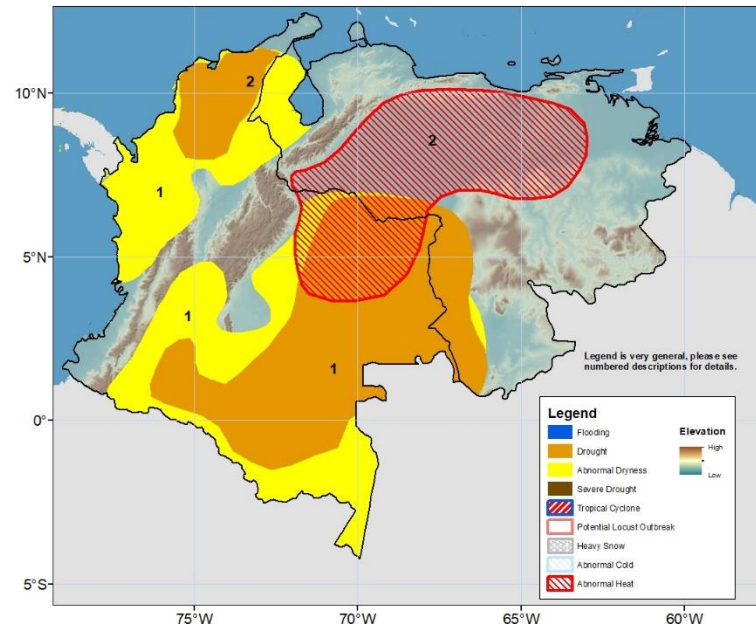 10°N
5°N
0°
5°S
75°W
70°W
65°W
60°W
2
2
1
1
1
Legend is very general, please see
numbered descriptions for details.
Legend
Flooding
Drought
Abnormal Dryness
Severe Drought
Tropical Cyclone
Potential Locust Outbreak
Heavy Snow
Abnormal Cold
Abnormal Heat
Elevation
High
Low